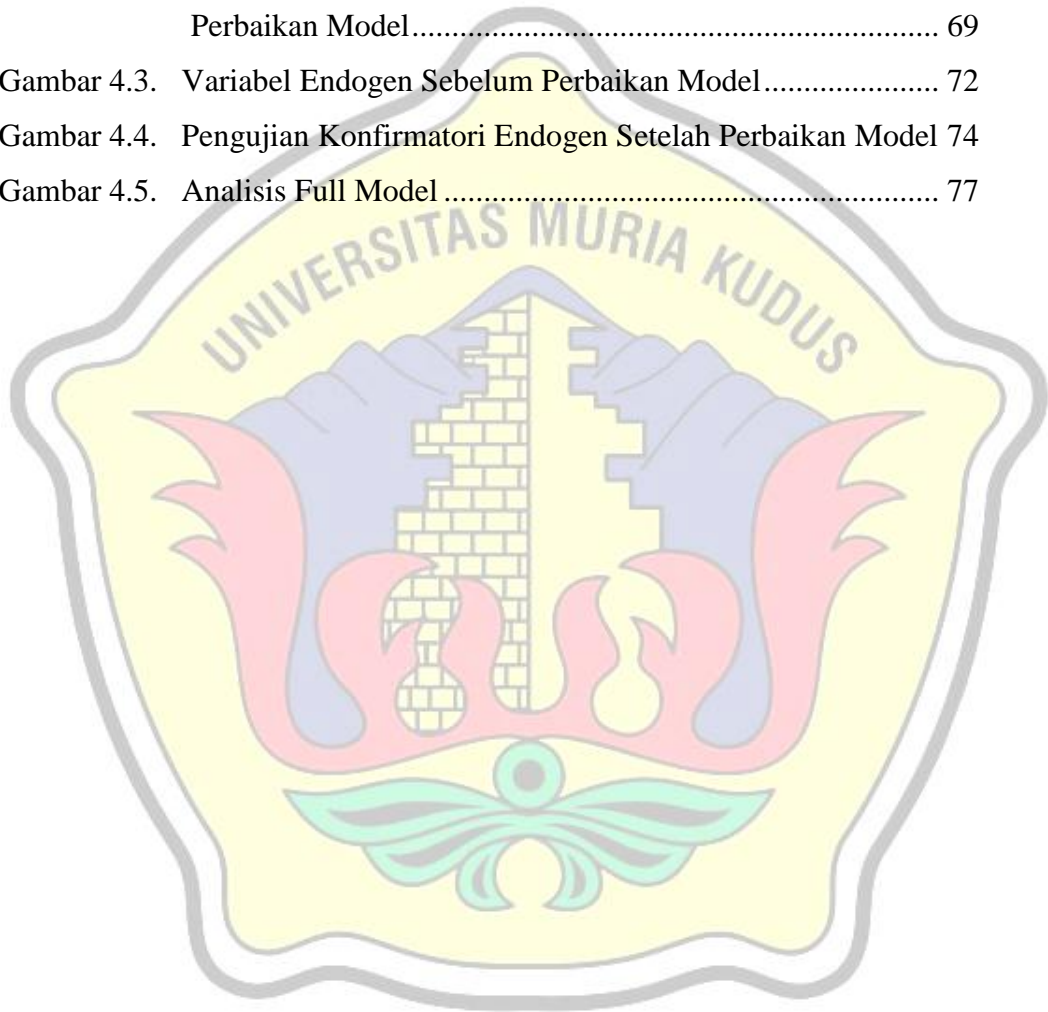 Perbaikan Model................................................................. 69
Gambar 4.3. Variabel Endogen Sebelum Perbaikan Model...................... 72
Gambar 4.4. Pengujian Konfirmatori Endogen Setelah Perbaikan Model 74
Gambar 4.5. Analisis Full Model ............................................................. 77
UNIVERSITAS MURIA KUDUS